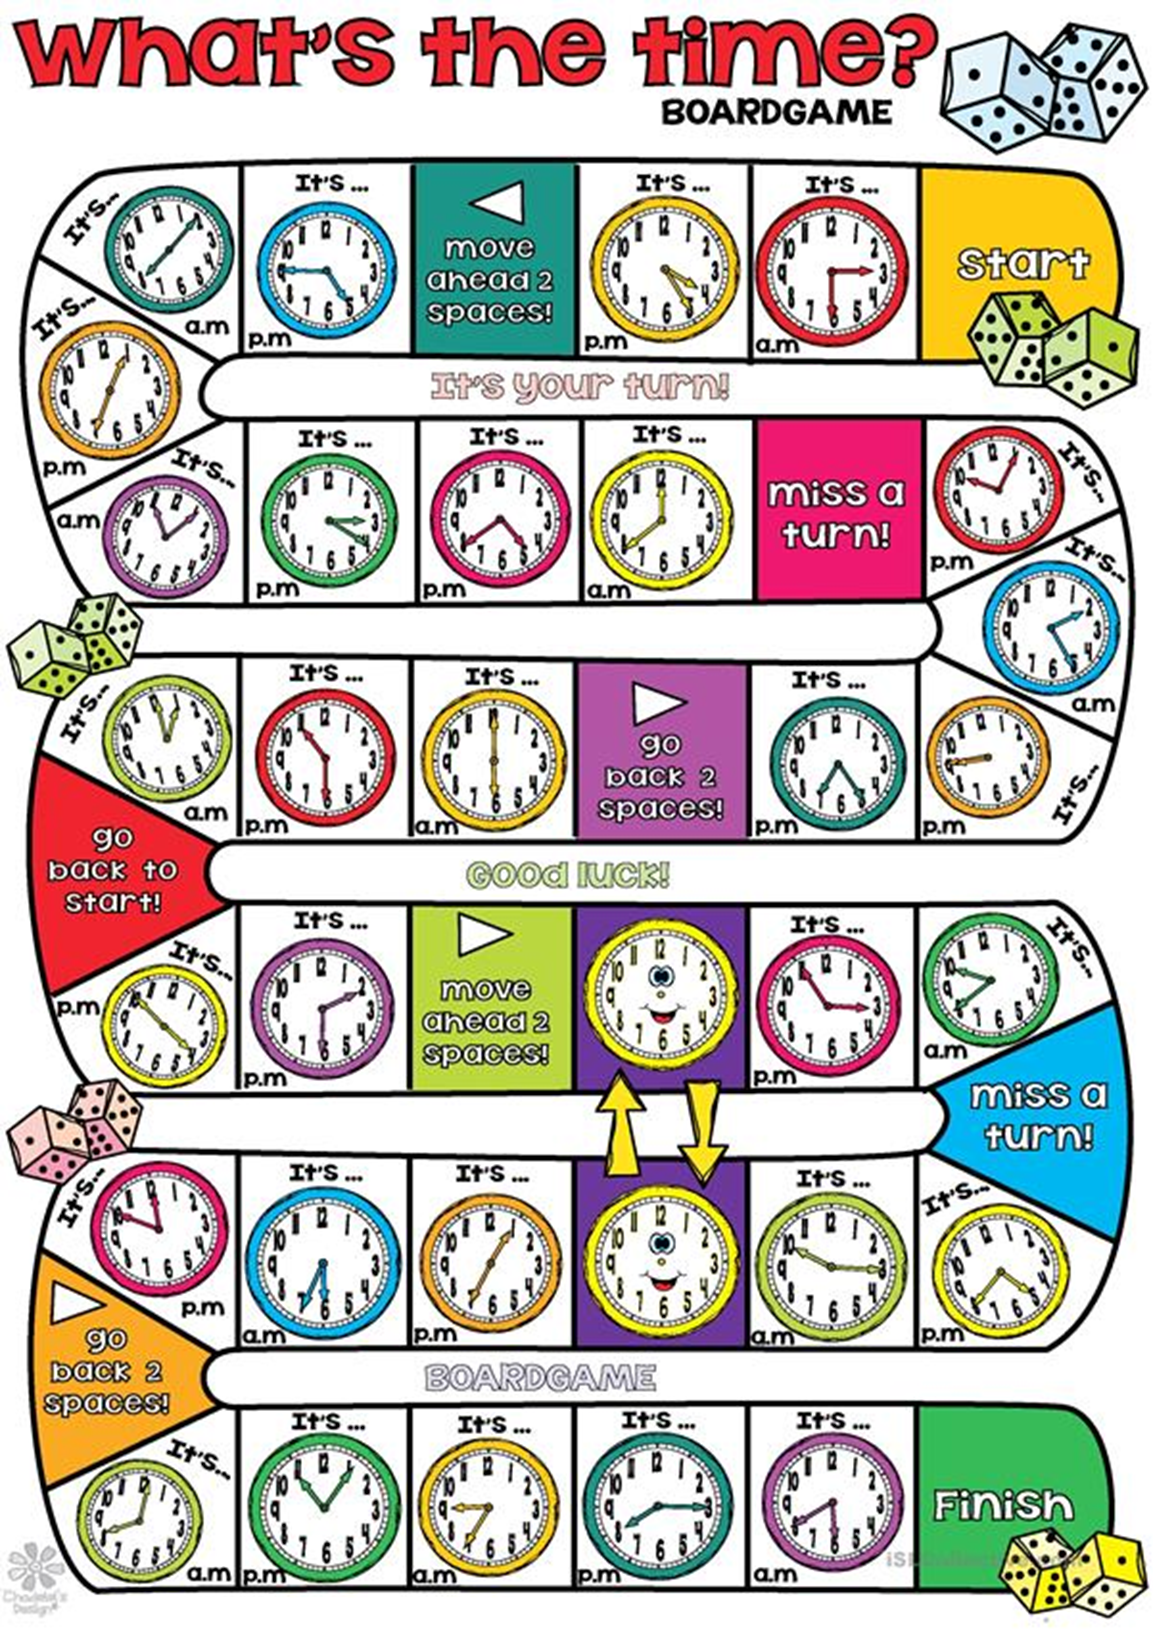 What's the time?
BOARDGAME
It's...
a.m
It's ...
p.m
move
ahead 2
spaces!
It's ...
p.m
It's ...
a.m
Start
It's...
p.m
It's your turn!
It's...
a.m
It's ...
p.m
It's ...
p.m
It's ...
a.m
miss a
turn!
It's...
p.m
It's...
a.m
It's...
a.m
It's ...
p.m
It's ...
a.m
go
back 2
spaces!
It's ...
p.m
It's...
p.m
go
back to
start!
Good luck!
It's...
p.m
It's ...
p.m
move
ahead 2
spaces!
It's ...
p.m
It's...
a.m
miss a
turn!
It's...
p.m
It's ...
a.m
It's ...
p.m
It's ...
a.m
It's...
p.m
go
back 2
spaces!
BOARDGAME
It's...
a.m
It's ...
p.m
It's ...
a.m
It's ...
p.m
It's ...
a.m
Finish
Design